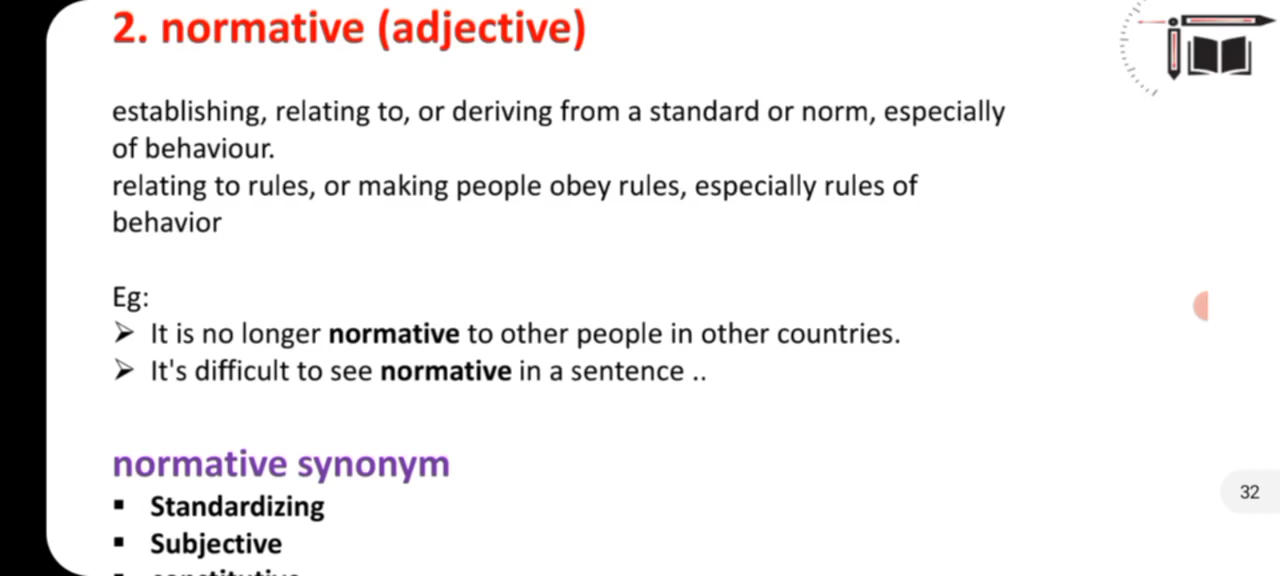 2. normative (adjective)
establishing, relating to, or deriving from a standard or norm, especially
of behaviour.
relating to rules, or making people obey rules, especially rules of
behavior
Eg:
➢ It is no longer normative to other people in other countries.
➢ It's difficult to see normative in a sentence ..
normative synonym
▪ Standardizing
32
▪ Subjective